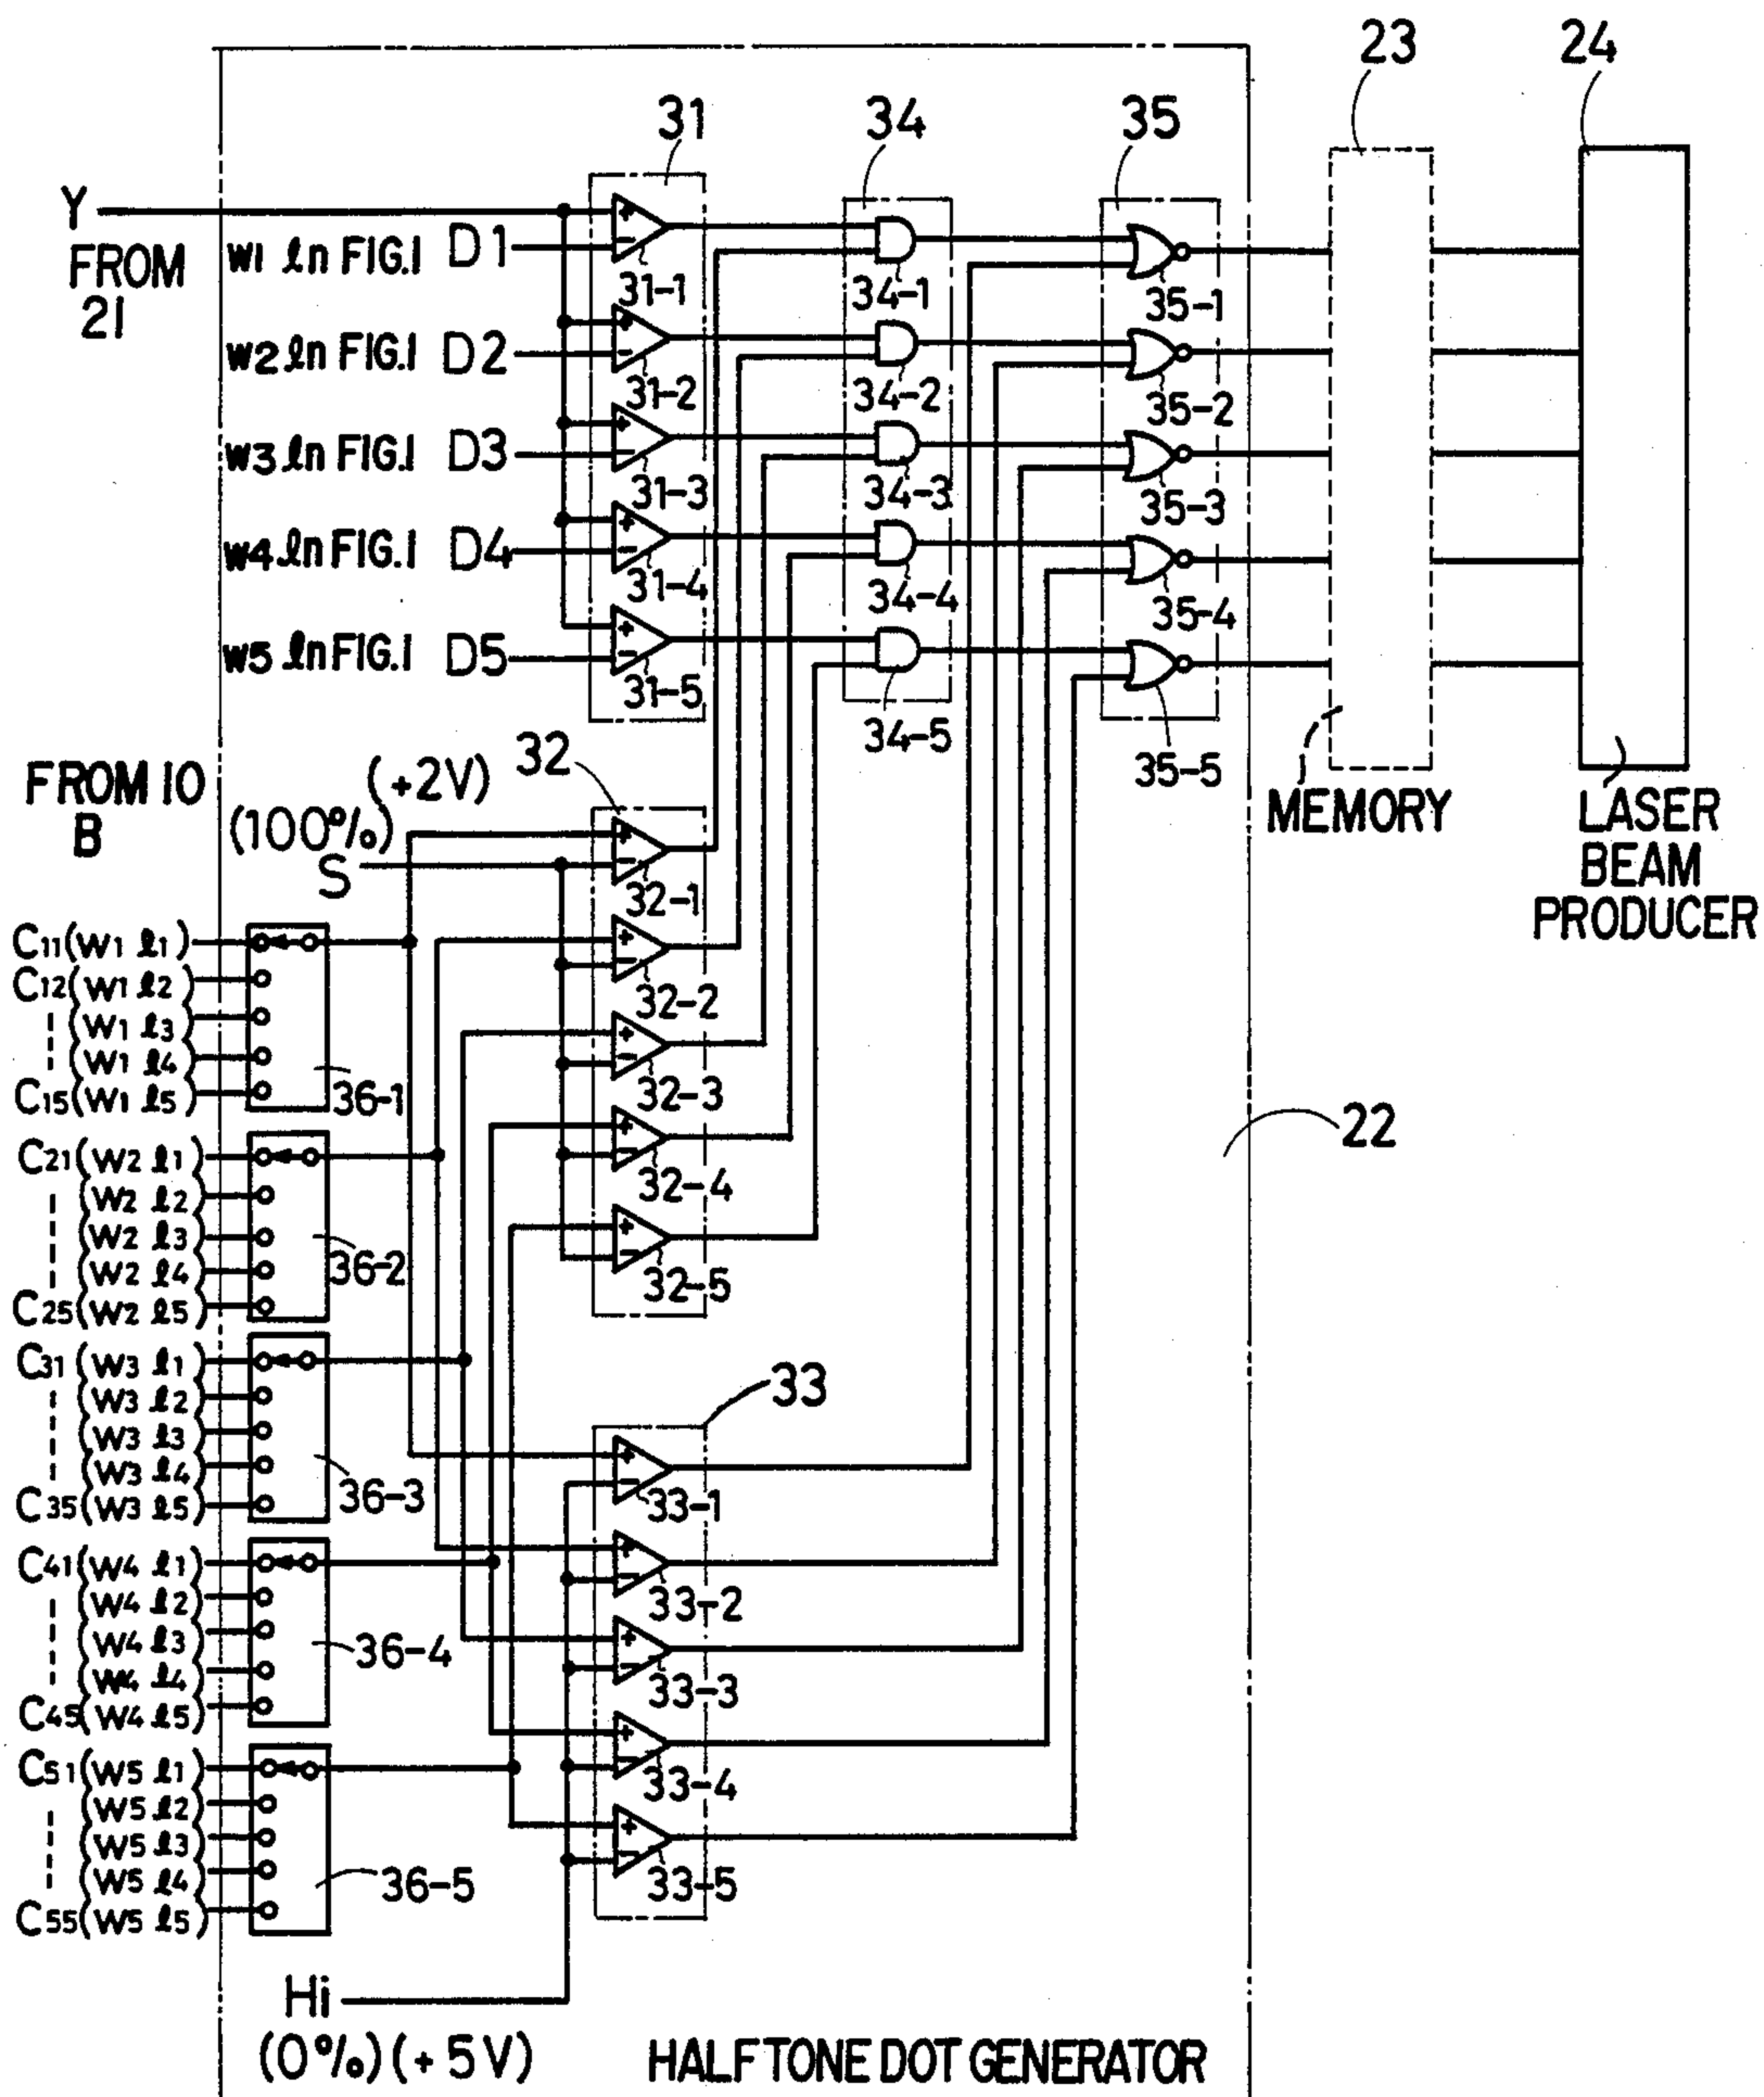 23
24
31
34
35
Y
FROM
21
w1 ln FIG.1 D1
31-1
34-1
35-1
w2 ln FIG.1 D2
31-2
34-2
35-2
w3 ln FIG.1 D3
31-3
34-3
35-3
w4 ln FIG.1 D4
31-4
34-4
35-4
w5 ln FIG.1 D5
31-5
34-5
35-5
MEMORY
LASER
BEAM
PRODUCER
FROM 10
B
(+2V)
(100%)
S
32
32-1
32-2
32-3
32-4
32-5
C11(W1 l1)
C12(W1 l2)
(W1 l3)
(W1 l4)
C15(W1 l5)
36-1
C21(W2 l1)
(W2 l2)
(W2 l3)
(W2 l4)
C25(W2 l5)
36-2
22
C31(W3 l1)
(W3 l2)
(W3 l3)
(W3 l4)
C35(W3 l5)
36-3
33
33-1
33-2
33-3
33-4
33-5
C41(W4 l1)
(W4 l2)
(W4 l3)
(W4 l4)
C45(W4 l5)
36-4
C51(W5 l1)
(W5 l2)
(W5 l3)
(W5 l4)
C55(W5 l5)
36-5
Hi
(0%)(+5V)
HALFTONE DOT GENERATOR